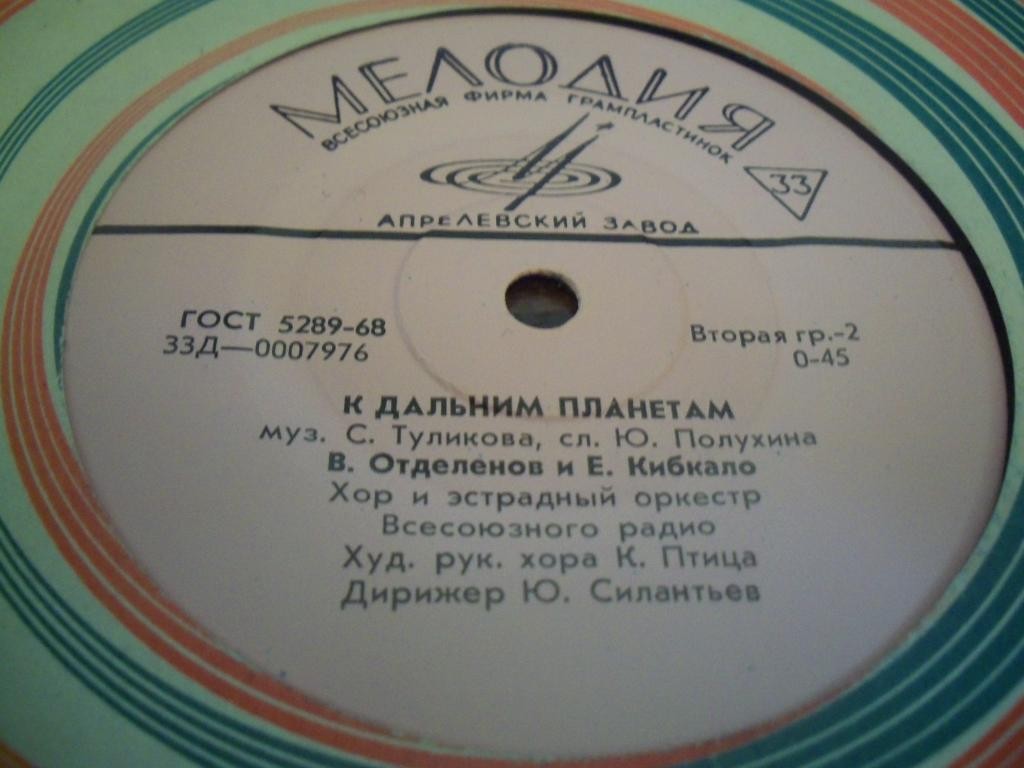 МЕЛОДИЯ
ВСЕСОЮЗНАЯ ФИРМА ГРАМПЛАСТИНОК
33
АПРЕЛЕВСКИЙ ЗАВОД
ГОСТ 5289-68
33Д—0007976
Вторая гр.-2
0-45
К ДАЛЬНИМ ПЛАНЕТАМ
муз. С. Туликова, сл. Ю. Полухина
В. Отделенов и Е. Кибкало
Хор и эстрадный оркестр
Всесоюзного радио
Худ. рук. хора К. Птица
Дирижер Ю. Силантьев